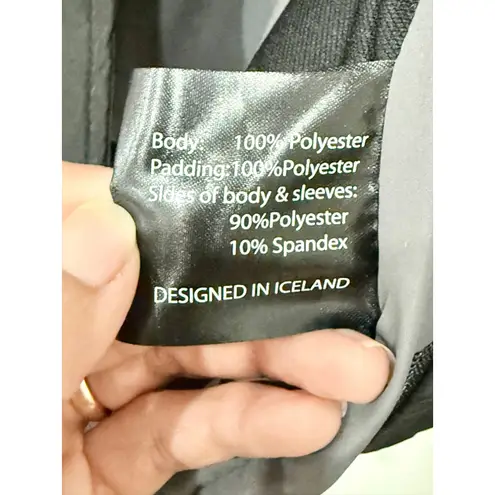 Body: 100% Polyester
Padding:100%Polyester
Sides of body & sleeves:
90%Polyester
10% Spandex
DESIGNED IN ICELAND